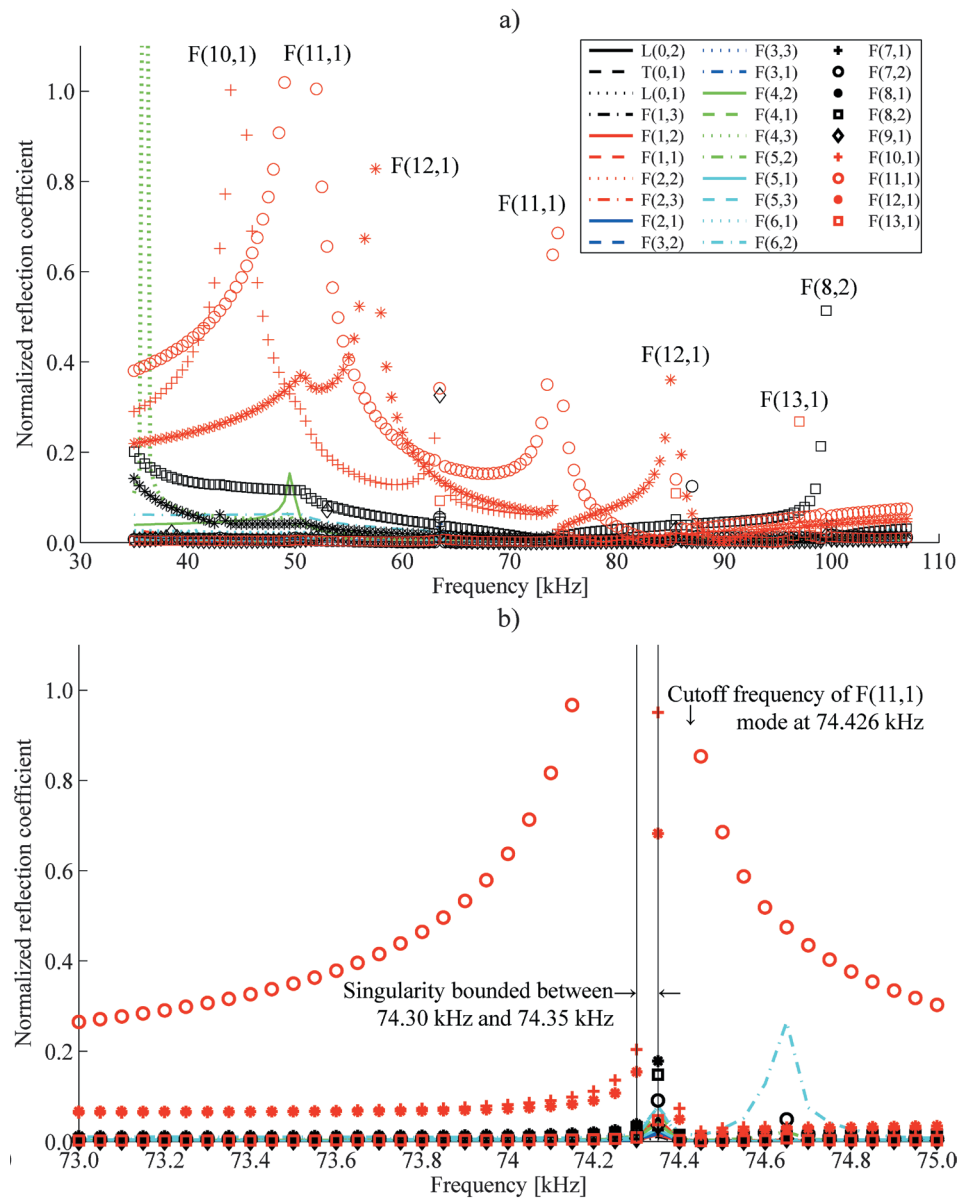 a)
F(10,1) F(11,1)
F(12,1)
F(11,1)
F(8,2)
F(12,1)
F(13,1)
L(0,2)
T(0,1)
L(0,1)
F(1,3)
F(1,2)
F(1,1)
F(2,2)
F(2,3)
F(2,1)
F(3,2)
F(3,3)
F(3,1)
F(4,2)
F(4,1)
F(4,3)
F(5,2)
F(5,1)
F(5,3)
F(6,1)
F(6,2)
F(7,1)
F(7,2)
F(8,1)
F(8,2)
F(9,1)
F(10,1)
F(11,1)
F(12,1)
F(13,1)
Normalized reflection coefficient
1.0
0.8
0.6
0.4
0.2
0.0
30 40 50 60 70 80 90 100 110
Frequency [kHz]
b)
Cutoff frequency of F(11,1)
mode at 74.426 kHz
Singularity bounded between
74.30 kHz and 74.35 kHz
Normalized reflection coefficient
1.0
0.8
0.6
0.4
0.2
0.0
73.0 73.2 73.4 73.6 73.8 74 74.2 74.4 74.6 74.8 75.0
Frequency [kHz]